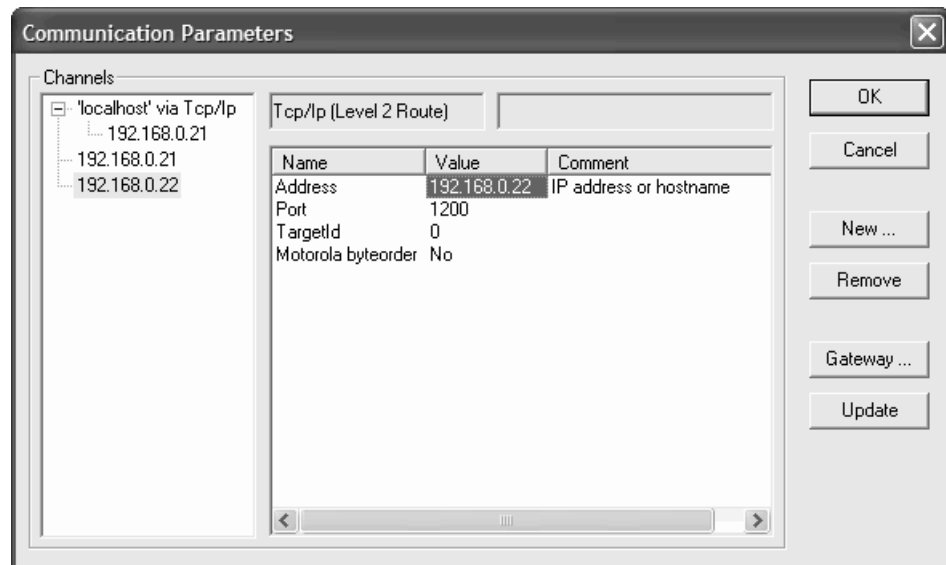 Communication Parameters
Channels
'localhost' via Tcp/Ip
192.168.0.21
192.168.0.21
192.168.0.22
Tcp/Ip (Level 2 Route)
Name Value Comment
Address 192.168.0.22 IP address or hostname
Port 1200
TargetId 0
Motorola byteorder No
OK
Cancel
New ...
Remove
Gateway ...
Update